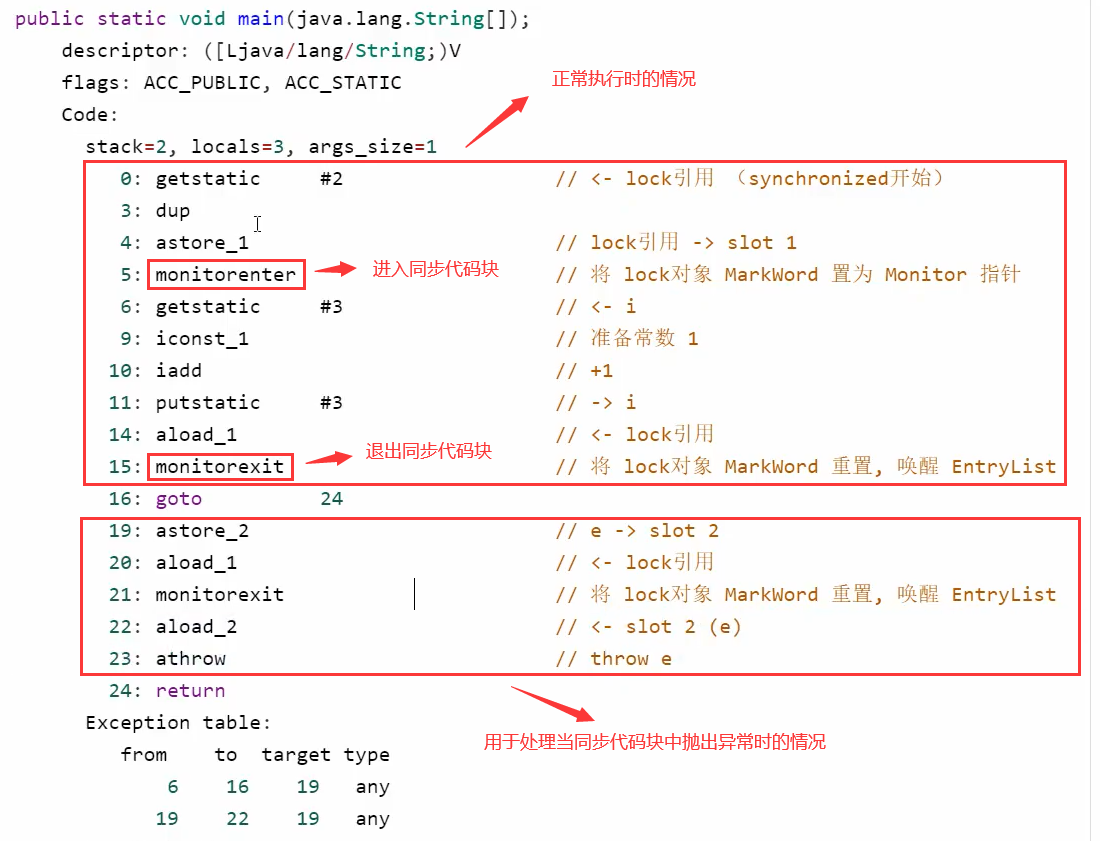 public static void main(java.lang.String[]);
descriptor: ([Ljava/lang/String;)V
flags: ACC_PUBLIC, ACC_STATIC
正常执行时的情况
Code:
stack=2, locals=3, args_size=1
0: getstatic #2 // <- lock引用 （synchronized开始）
3: dup
4: astore_1 // lock引用 -> slot 1
5: monitorenter 进入同步代码块 // 将 lock对象 MarkWord 置为 Monitor 指针
6: getstatic #3 // <- i
9: iconst_1 // 准备常数 1
10: iadd // +1
11: putstatic #3 // -> i
14: aload_1 // <- lock引用
15: monitorexit 退出同步代码块 // 将 lock对象 MarkWord 重置, 唤醒 EntryList
16: goto 24
19: astore_2 // e -> slot 2
20: aload_1 // <- lock引用
21: monitorexit // 将 lock对象 MarkWord 重置, 唤醒 EntryList
22: aload_2 // <- slot 2 (e)
23: athrow // throw e
24: return
Exception table:
用于处理当同步代码块中抛出异常时的情况
from to target type
6 16 19 any
19 22 19 any